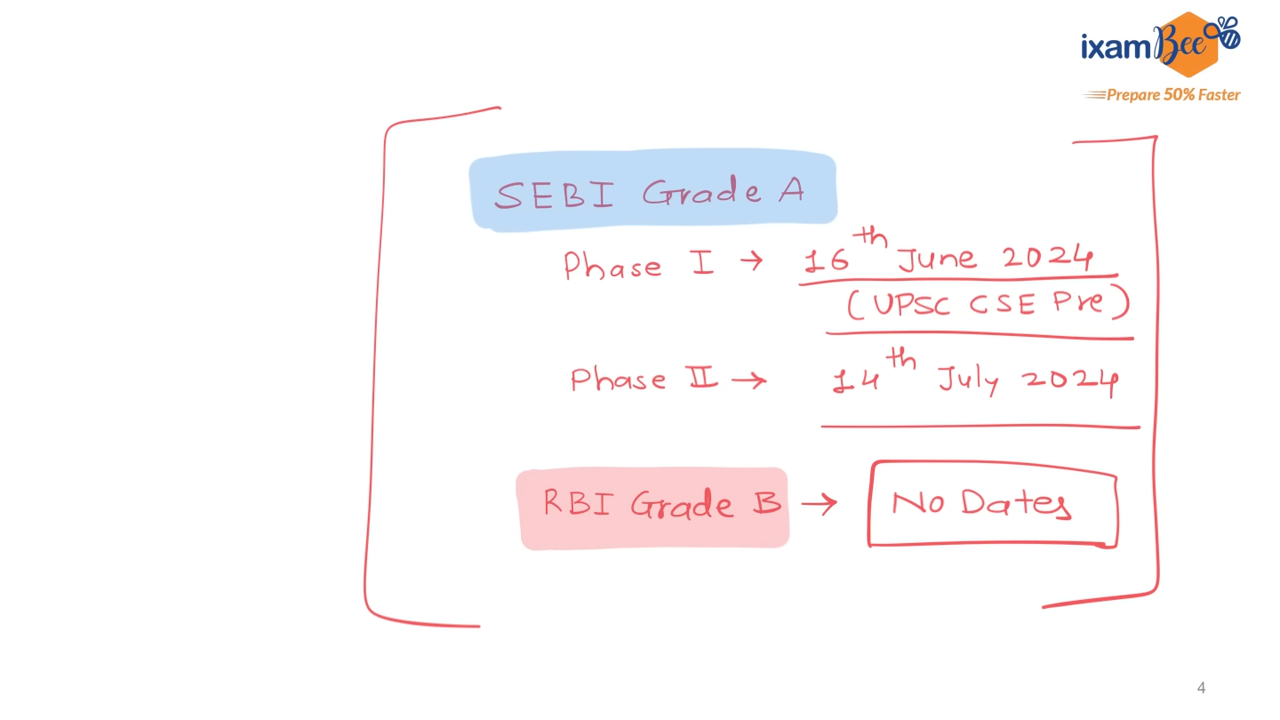 ixamBee
Prepare 50% Faster
SEBI Grade A
Phase I → 16th June 2024
(UPSC CSE Pre)
Phase II → 14th July 2024
RBI Grade B → No Dates
4